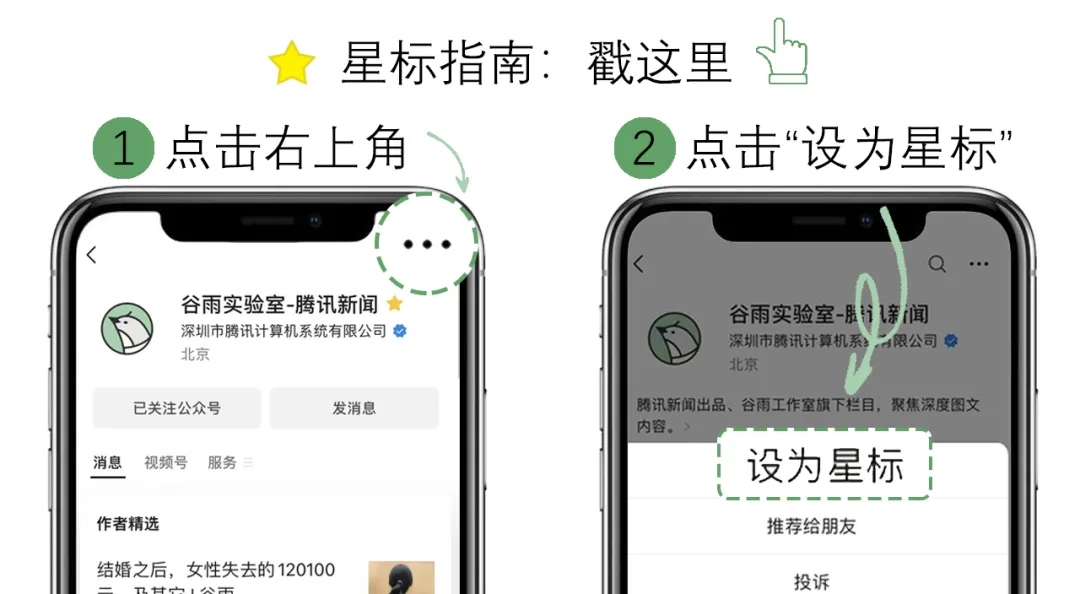 星标指南：戳这里
1 点击右上角
谷雨实验室-腾讯新闻
深圳市腾讯计算机系统有限公司
北京
已关注公众号
发消息
消息 视频号 服务
作者精选
结婚之后，女性失去的120100
元，及其它 | 谷雨
2 点击“设为星标”
谷雨实验室-腾讯新闻
深圳市腾讯计算机系统有限公司
北京
腾讯新闻出品、谷雨工作室旗下栏目，聚焦深度图文
内容。
设为星标
推荐给朋友
投诉